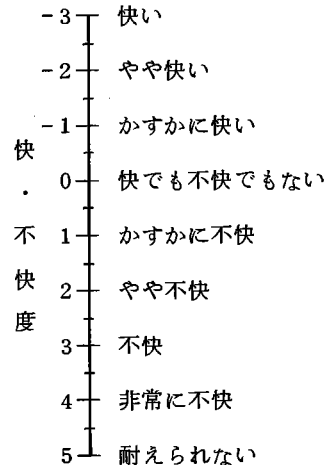 快・不快度
-3 快い
-2 やや快い
-1 かすかに快い
0 快でも不快でもない
1 かすかに不快
2 やや不快
3 不快
4 非常に不快
5 耐えられない